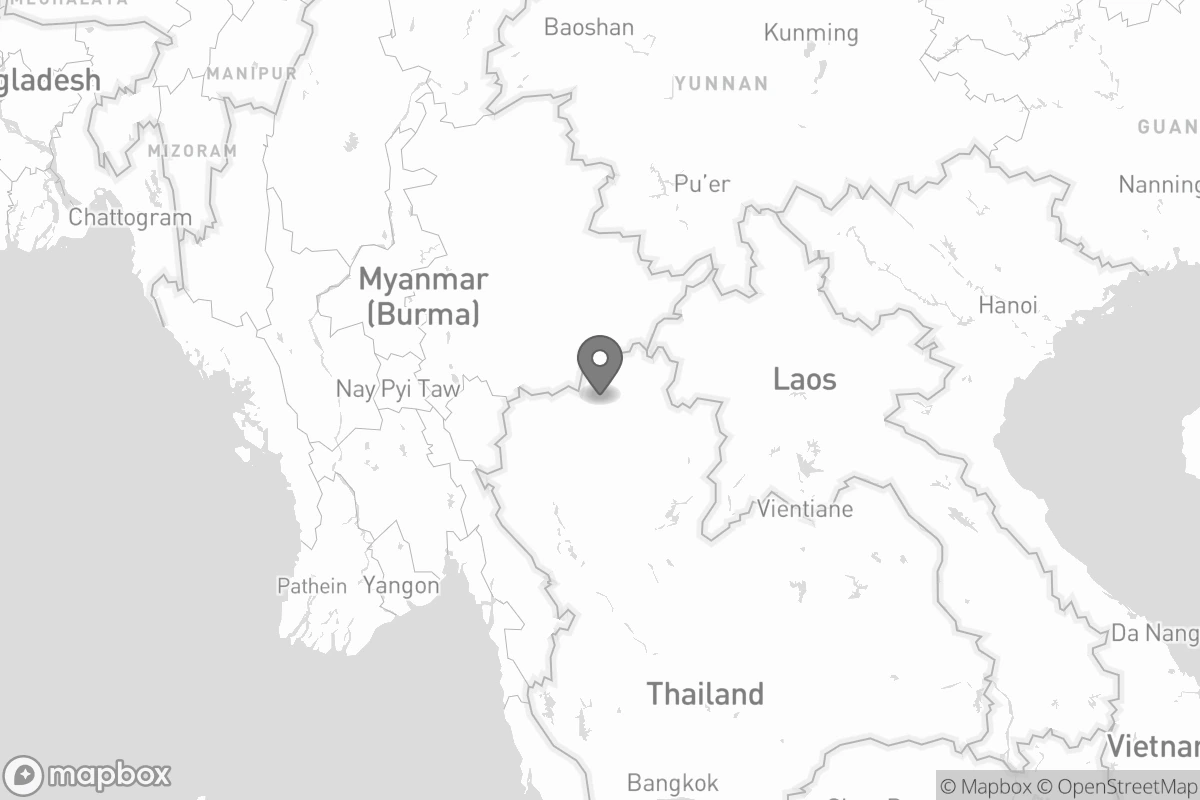 MEGHALAYA
Baoshan
Kunming
MANIPUR
gladesh
YUNNAN
GUAN
MIZORAM
Pu’er
Nanning
Chattogram
Myanmar
(Burma)
Hanoi
Laos
Nay Pyi Taw
Vientiane
Pathein
Yangon
Da Nang
Thailand
Vietnam
mapbox
Bangkok
© Mapbox © OpenStreetMap